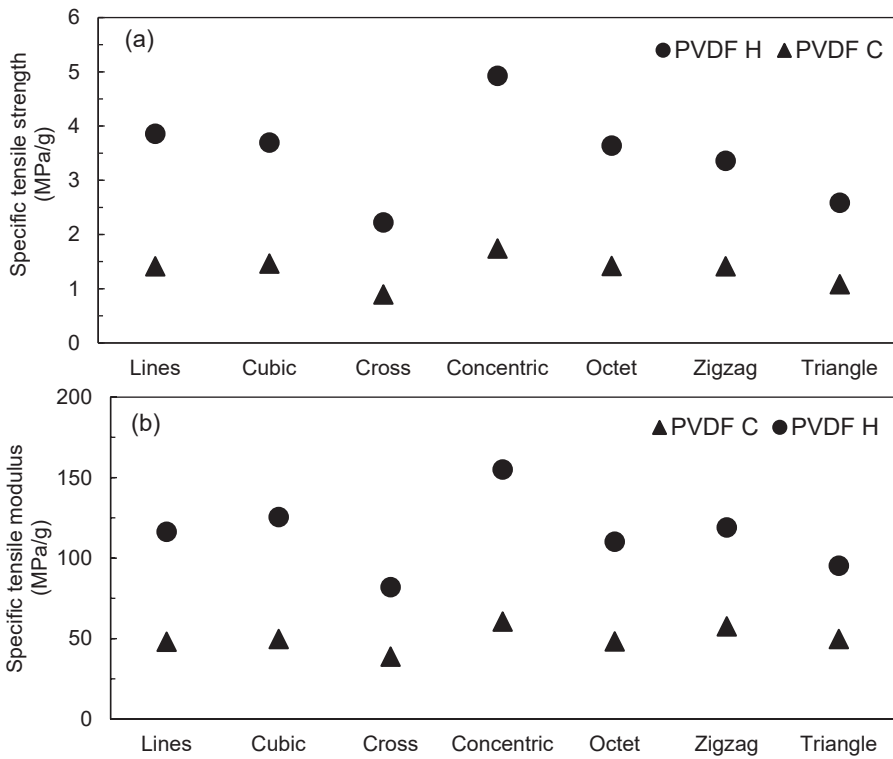 (a)
PVDF H PVDF C
Specific tensile strength
(MPa/g)
6
5
4
3
2
1
0
Lines Cubic Cross Concentric Octet Zigzag Triangle
(b)
PVDF C PVDF H
Specific tensile modulus
(MPa/g)
200
150
100
50
0
Lines Cubic Cross Concentric Octet Zigzag Triangle